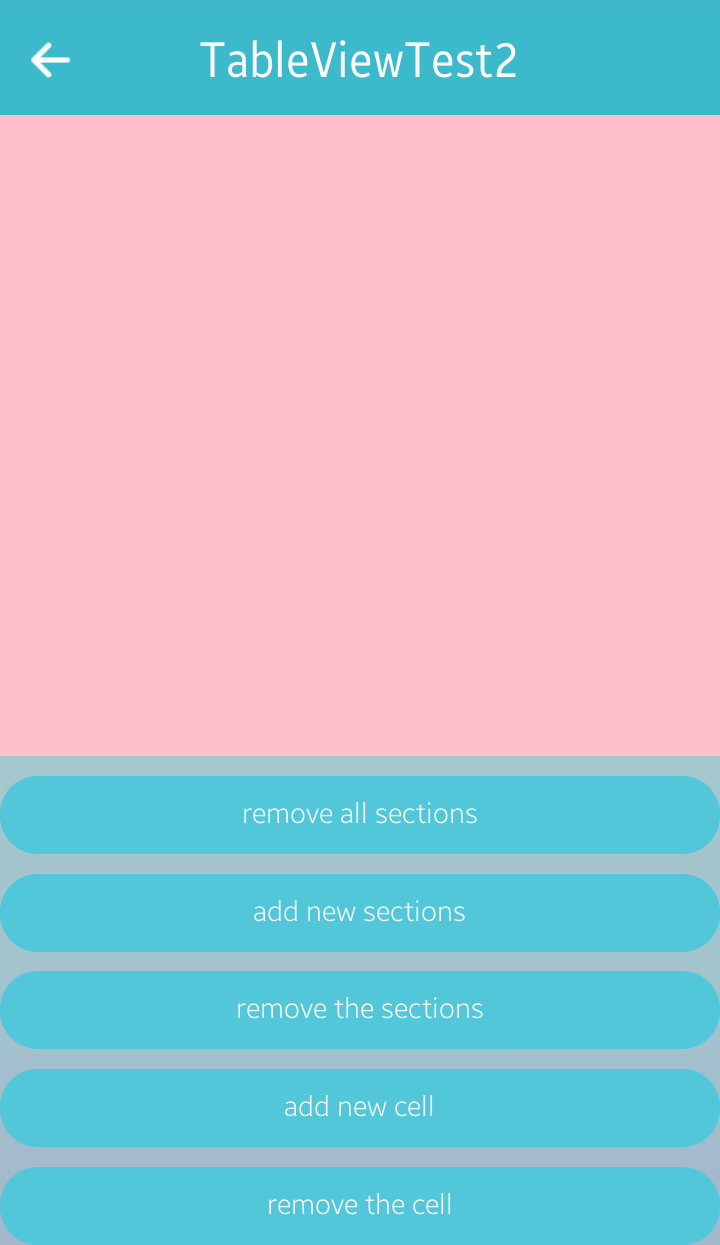 TableViewTest2
remove all sections
add new sections
remove the sections
add new cell
remove the cell